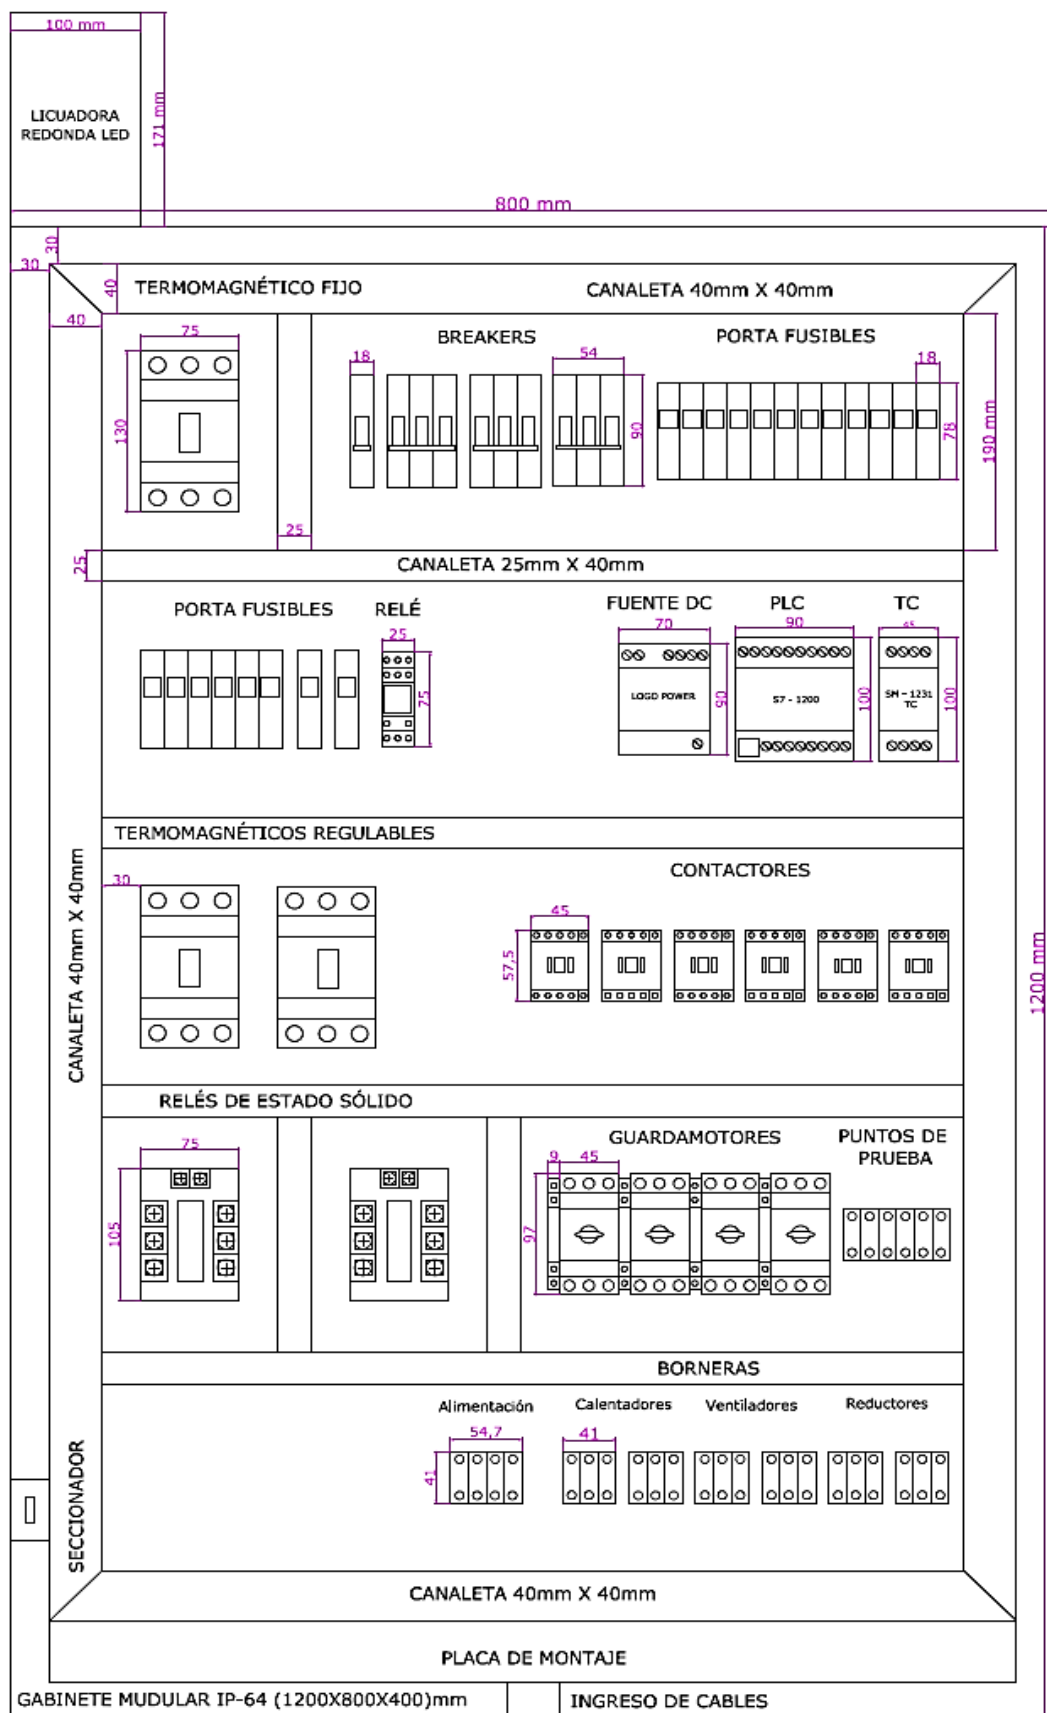 100 mm
LICUADORA
REDONDA LED
171 mm
800 mm
30
30
40
TERMOMAGNÉTICO FIJO
CANALETA 40mm X 40mm
40
75
BREAKERS
PORTA FUSIBLES
18
54
18
130
90
78
190 mm
25
25
CANALETA 25mm X 40mm
PORTA FUSIBLES
RELÉ
FUENTE DC
PLC
TC
25
70
90
45
75
LOGO POWER
90
S7 - 1200
100
SM - 1231
TC
100
TERMOMAGNÉTICOS REGULABLES
30
CONTACTORES
45
57,5
CANALETA 40mm X 40mm
1200 mm
RELÉS DE ESTADO SÓLIDO
75
105
GUARDAMOTORES
PUNTOS DE
PRUEBA
9
45
97
BORNERAS
Alimentación
Calentadores
Ventiladores
Reductores
54,7
41
41
SECCIONADOR
CANALETA 40mm X 40mm
PLACA DE MONTAJE
GABINETE MUDULAR IP-64 (1200X800X400)mm
INGRESO DE CABLES